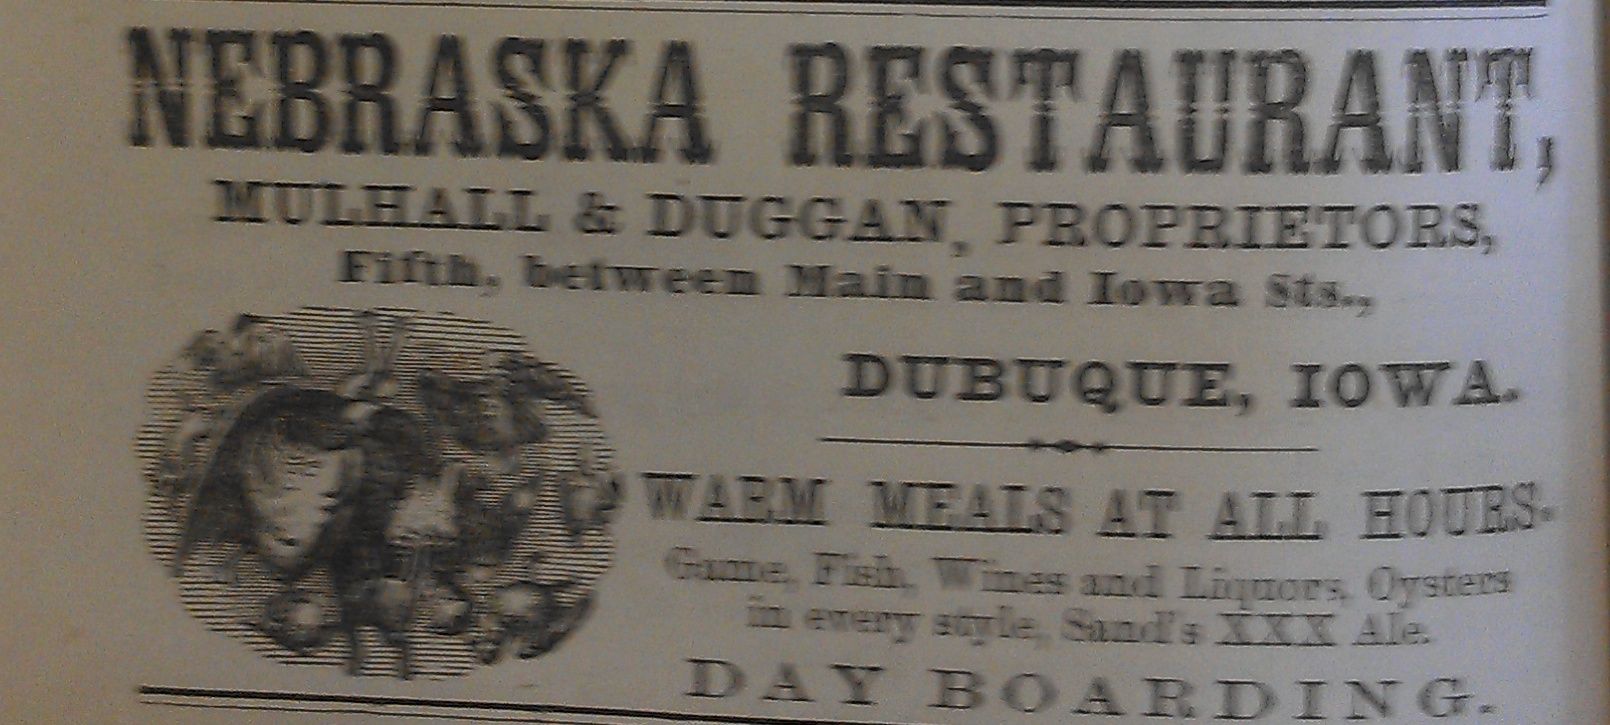 NEBRASKA RESTAURANT,
MULHALL & DUGGAN, PROPRIETORS,
Fifth, between Main and Iowa Sts.,
DUBUQUE, IOWA.
WARM MEALS AT ALL HOURS.
Game, Fish, Wines and Liquors, Oysters
in every style, Sand's XXX Ale.
DAY BOARDING.